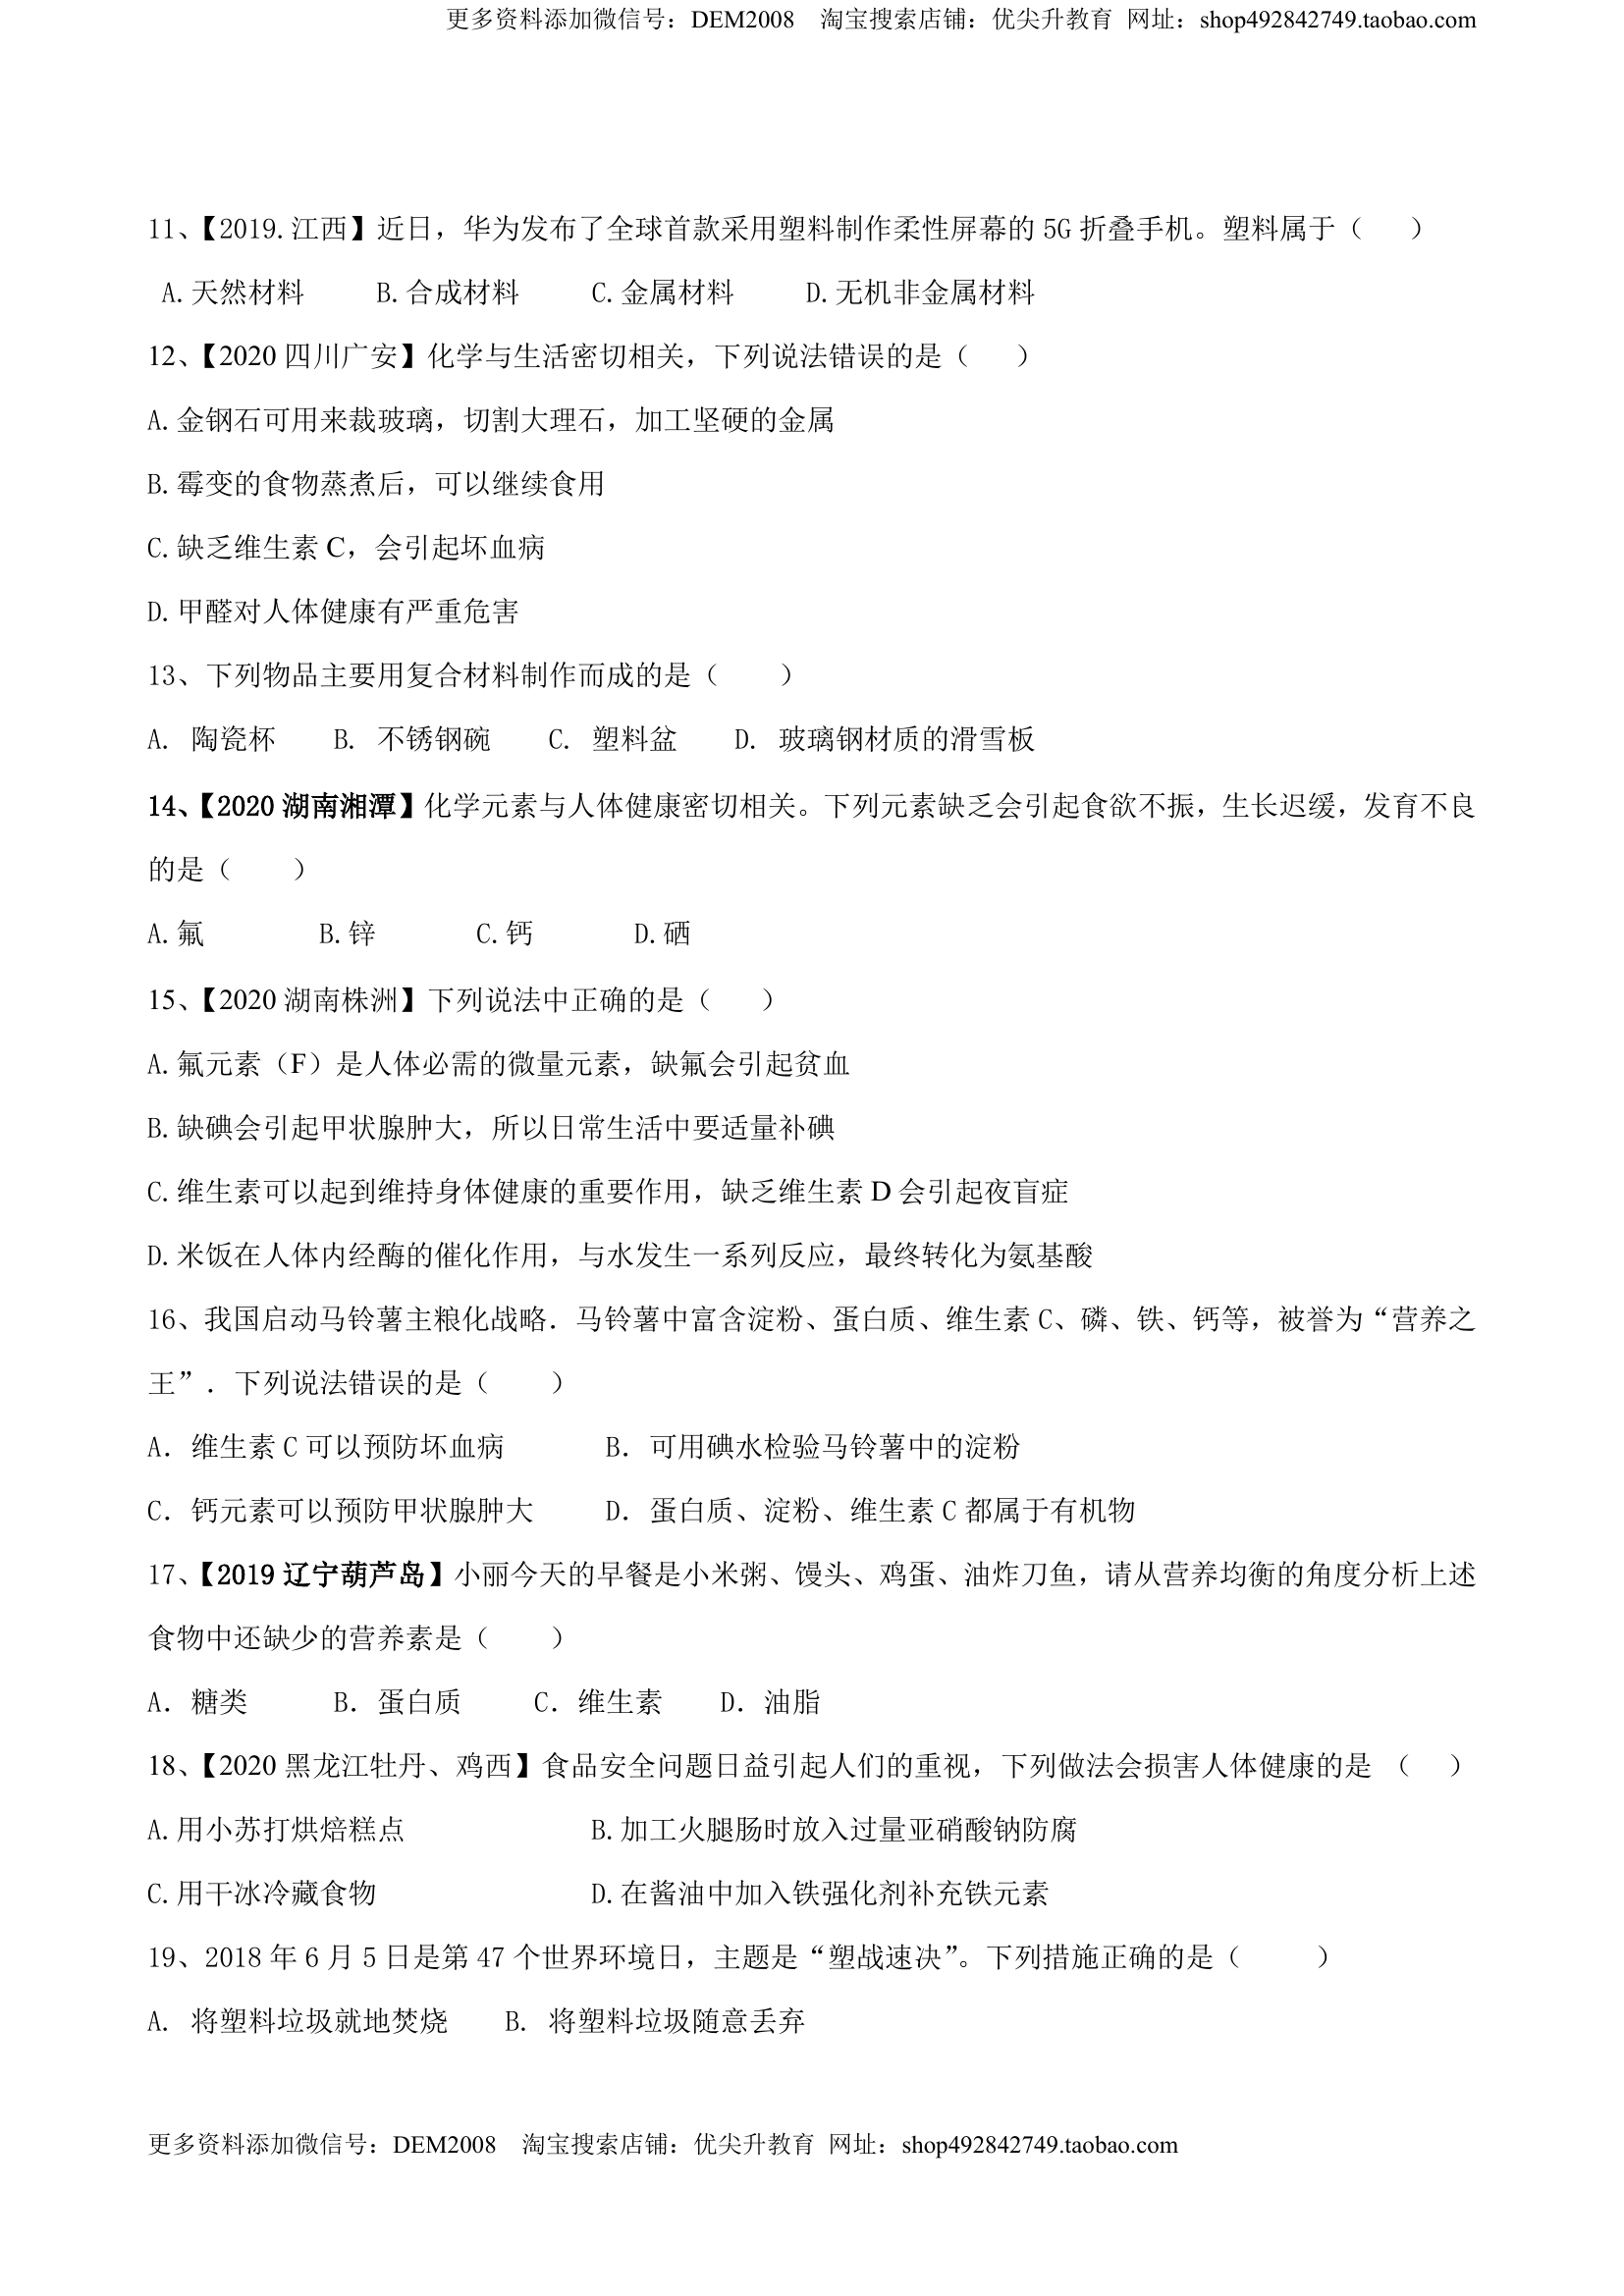 更多资料添加微信号：DEM2008 淘宝搜索店铺：优尖升教育 网址：shop492842749.taobao.com
11、【2019.江西】近日，华为发布了全球首款采用塑料制作柔性屏幕的 5G 折叠手机。塑料属于（ ）
A.天然材料 B.合成材料 C.金属材料 D.无机非金属材料
12、【2020 四川广安】化学与生活密切相关，下列说法错误的是（ ）
A.金钢石可用来裁玻璃，切割大理石，加工坚硬的金属
B.霉变的食物蒸煮后，可以继续食用
C.缺乏维生素 C，会引起坏血病
D.甲醛对人体健康有严重危害
13、下列物品主要用复合材料制作而成的是（ ）
A. 陶瓷杯 B. 不锈钢碗 C. 塑料盆 D. 玻璃钢材质的滑雪板
14、【2020 湖南湘潭】化学元素与人体健康密切相关。下列元素缺乏会引起食欲不振，生长迟缓，发育不良
的是（ ）
A.氟 B.锌 C.钙 D.硒
15、【2020 湖南株洲】下列说法中正确的是（ ）
A.氟元素（F）是人体必需的微量元素，缺氟会引起贫血
B.缺碘会引起甲状腺肿大，所以日常生活中要适量补碘
C.维生素可以起到维持身体健康的重要作用，缺乏维生素 D 会引起夜盲症
D.米饭在人体内经酶的催化作用，与水发生一系列反应，最终转化为氨基酸
16、我国启动马铃薯主粮化战略．马铃薯中富含淀粉、蛋白质、维生素 C、磷、铁、钙等，被誉为“营养之
王”．下列说法错误的是（ ）
A．维生素 C 可以预防坏血病 B．可用碘水检验马铃薯中的淀粉
C．钙元素可以预防甲状腺肿大 D．蛋白质、淀粉、维生素 C 都属于有机物
17、【2019 辽宁葫芦岛】小丽今天的早餐是小米粥、馒头、鸡蛋、油炸刀鱼，请从营养均衡的角度分析上述
食物中还缺少的营养素是（ ）
A．糖类 B．蛋白质 C．维生素 D．油脂
18、【2020 黑龙江牡丹、鸡西】食品安全问题日益引起人们的重视，下列做法会损害人体健康的是 （ ）
A.用小苏打烘焙糕点 B.加工火腿肠时放入过量亚硝酸钠防腐
C.用干冰冷藏食物 D.在酱油中加入铁强化剂补充铁元素
19、2018 年 6 月 5 日是第 47 个世界环境日，主题是“塑战速决”。下列措施正确的是（ ）
A. 将塑料垃圾就地焚烧 B. 将塑料垃圾随意丢弃
更多资料添加微信号：DEM2008 淘宝搜索店铺：优尖升教育 网址：shop492842749.taobao.com